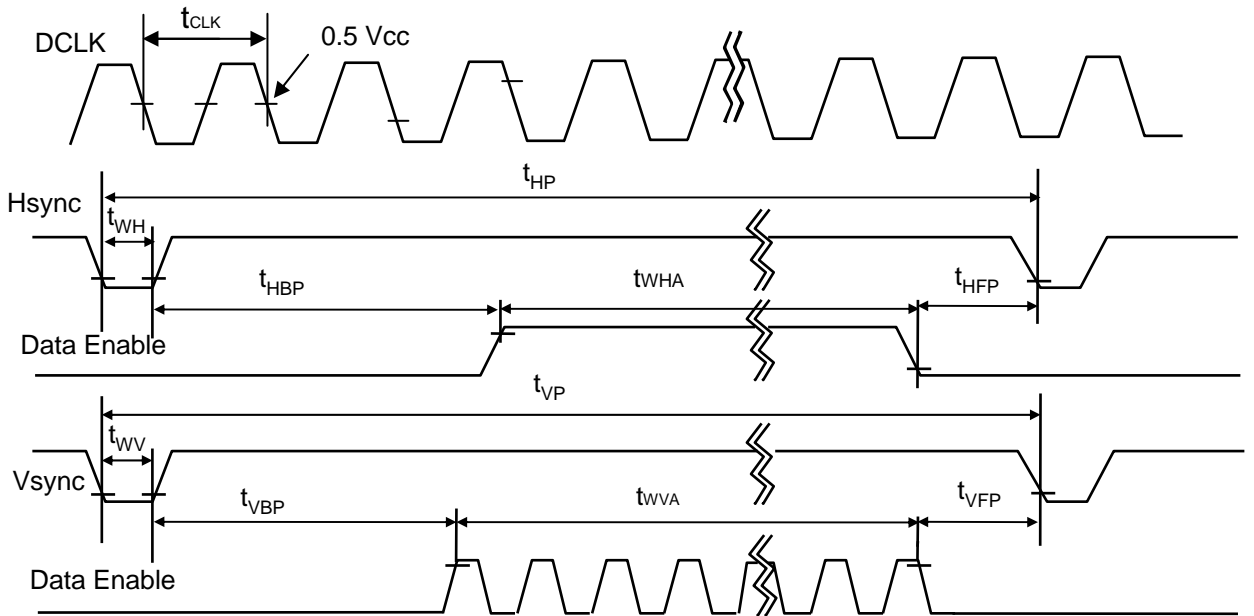 tCLK
DCLK
0.5 Vcc
tHP
Hsync
tWH
tHBP
tWHA
tHFP
Data Enable
tVP
tWV
Vsync
tVBP
tWVA
tVFP
Data Enable